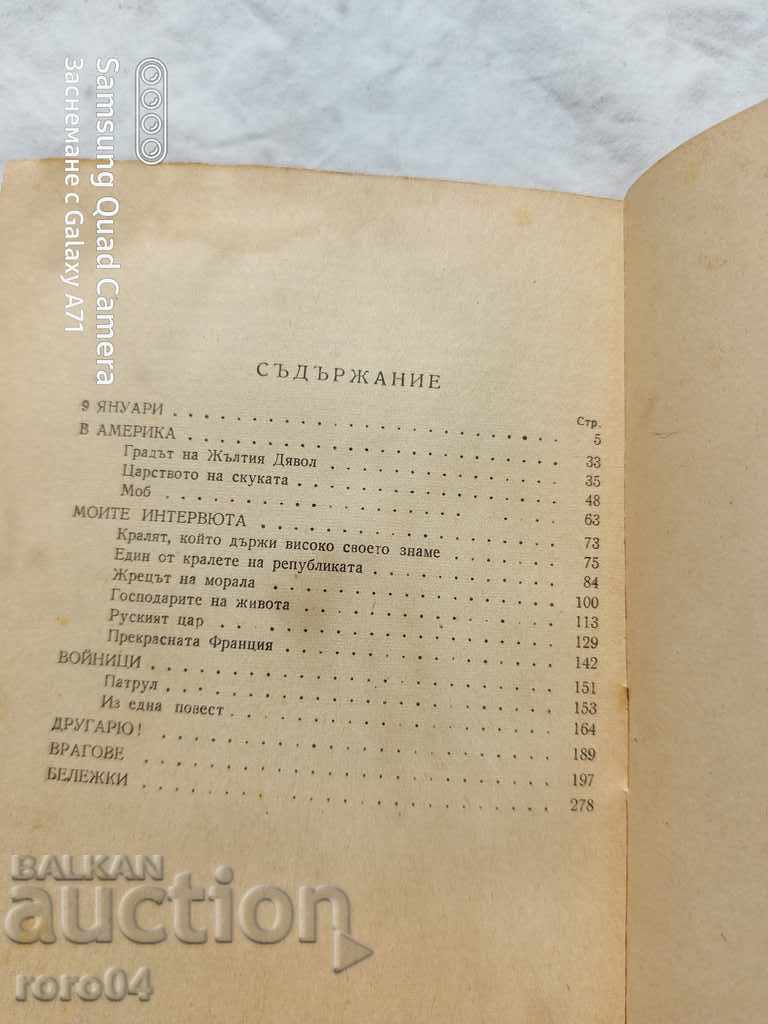 Samsung Quad Camera
Заснемане с Galaxy A71
СЪДЪРЖАНИЕ
Стр.
9 ЯНУАРИ . . . . . . . . . . 5
В АМЕРИКА . . . . . . . . . . 33
Градът на Жълтия Дявол . . . . . . . . . . 35
Царството на скуката . . . . . . . . . . 48
Моб . . . . . . . . . . 63
МОИТЕ ИНТЕРВЮТА . . . . . . . . . . 73
Кралят, който държи високо своето знаме . . . . . . 75
Един от кралете на републиката . . . . . . . . 84
Жрецът на морала . . . . . . . . . . 100
Господарите на живота . . . . . . . . . . 113
Руският цар . . . . . . . . . . 129
Прекрасната Франция . . . . . . . . . . 142
ВОЙНИЦИ . . . . . . . . . . 151
Патрул . . . . . . . . . . 153
Из една повест . . . . . . . . . . 164
ДРУГАРЮ! . . . . . . . . . . 189
ВРАГОВЕ . . . . . . . . . . 197
БЕЛЕЖКИ . . . . . . . . . . 278
BALKAN
auction
roro04